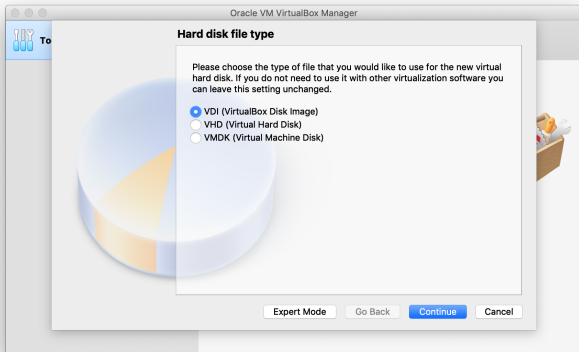 Oracle VM VirtualBox Manager
To
Hard disk file type
Please choose the type of file that you would like to use for the new virtual
hard disk. If you do not need to use it with other virtualization software you
can leave this setting unchanged.
VDI (VirtualBox Disk Image)
VHD (Virtual Hard Disk)
VMDK (Virtual Machine Disk)
Expert Mode
Go Back
Continue
Cancel